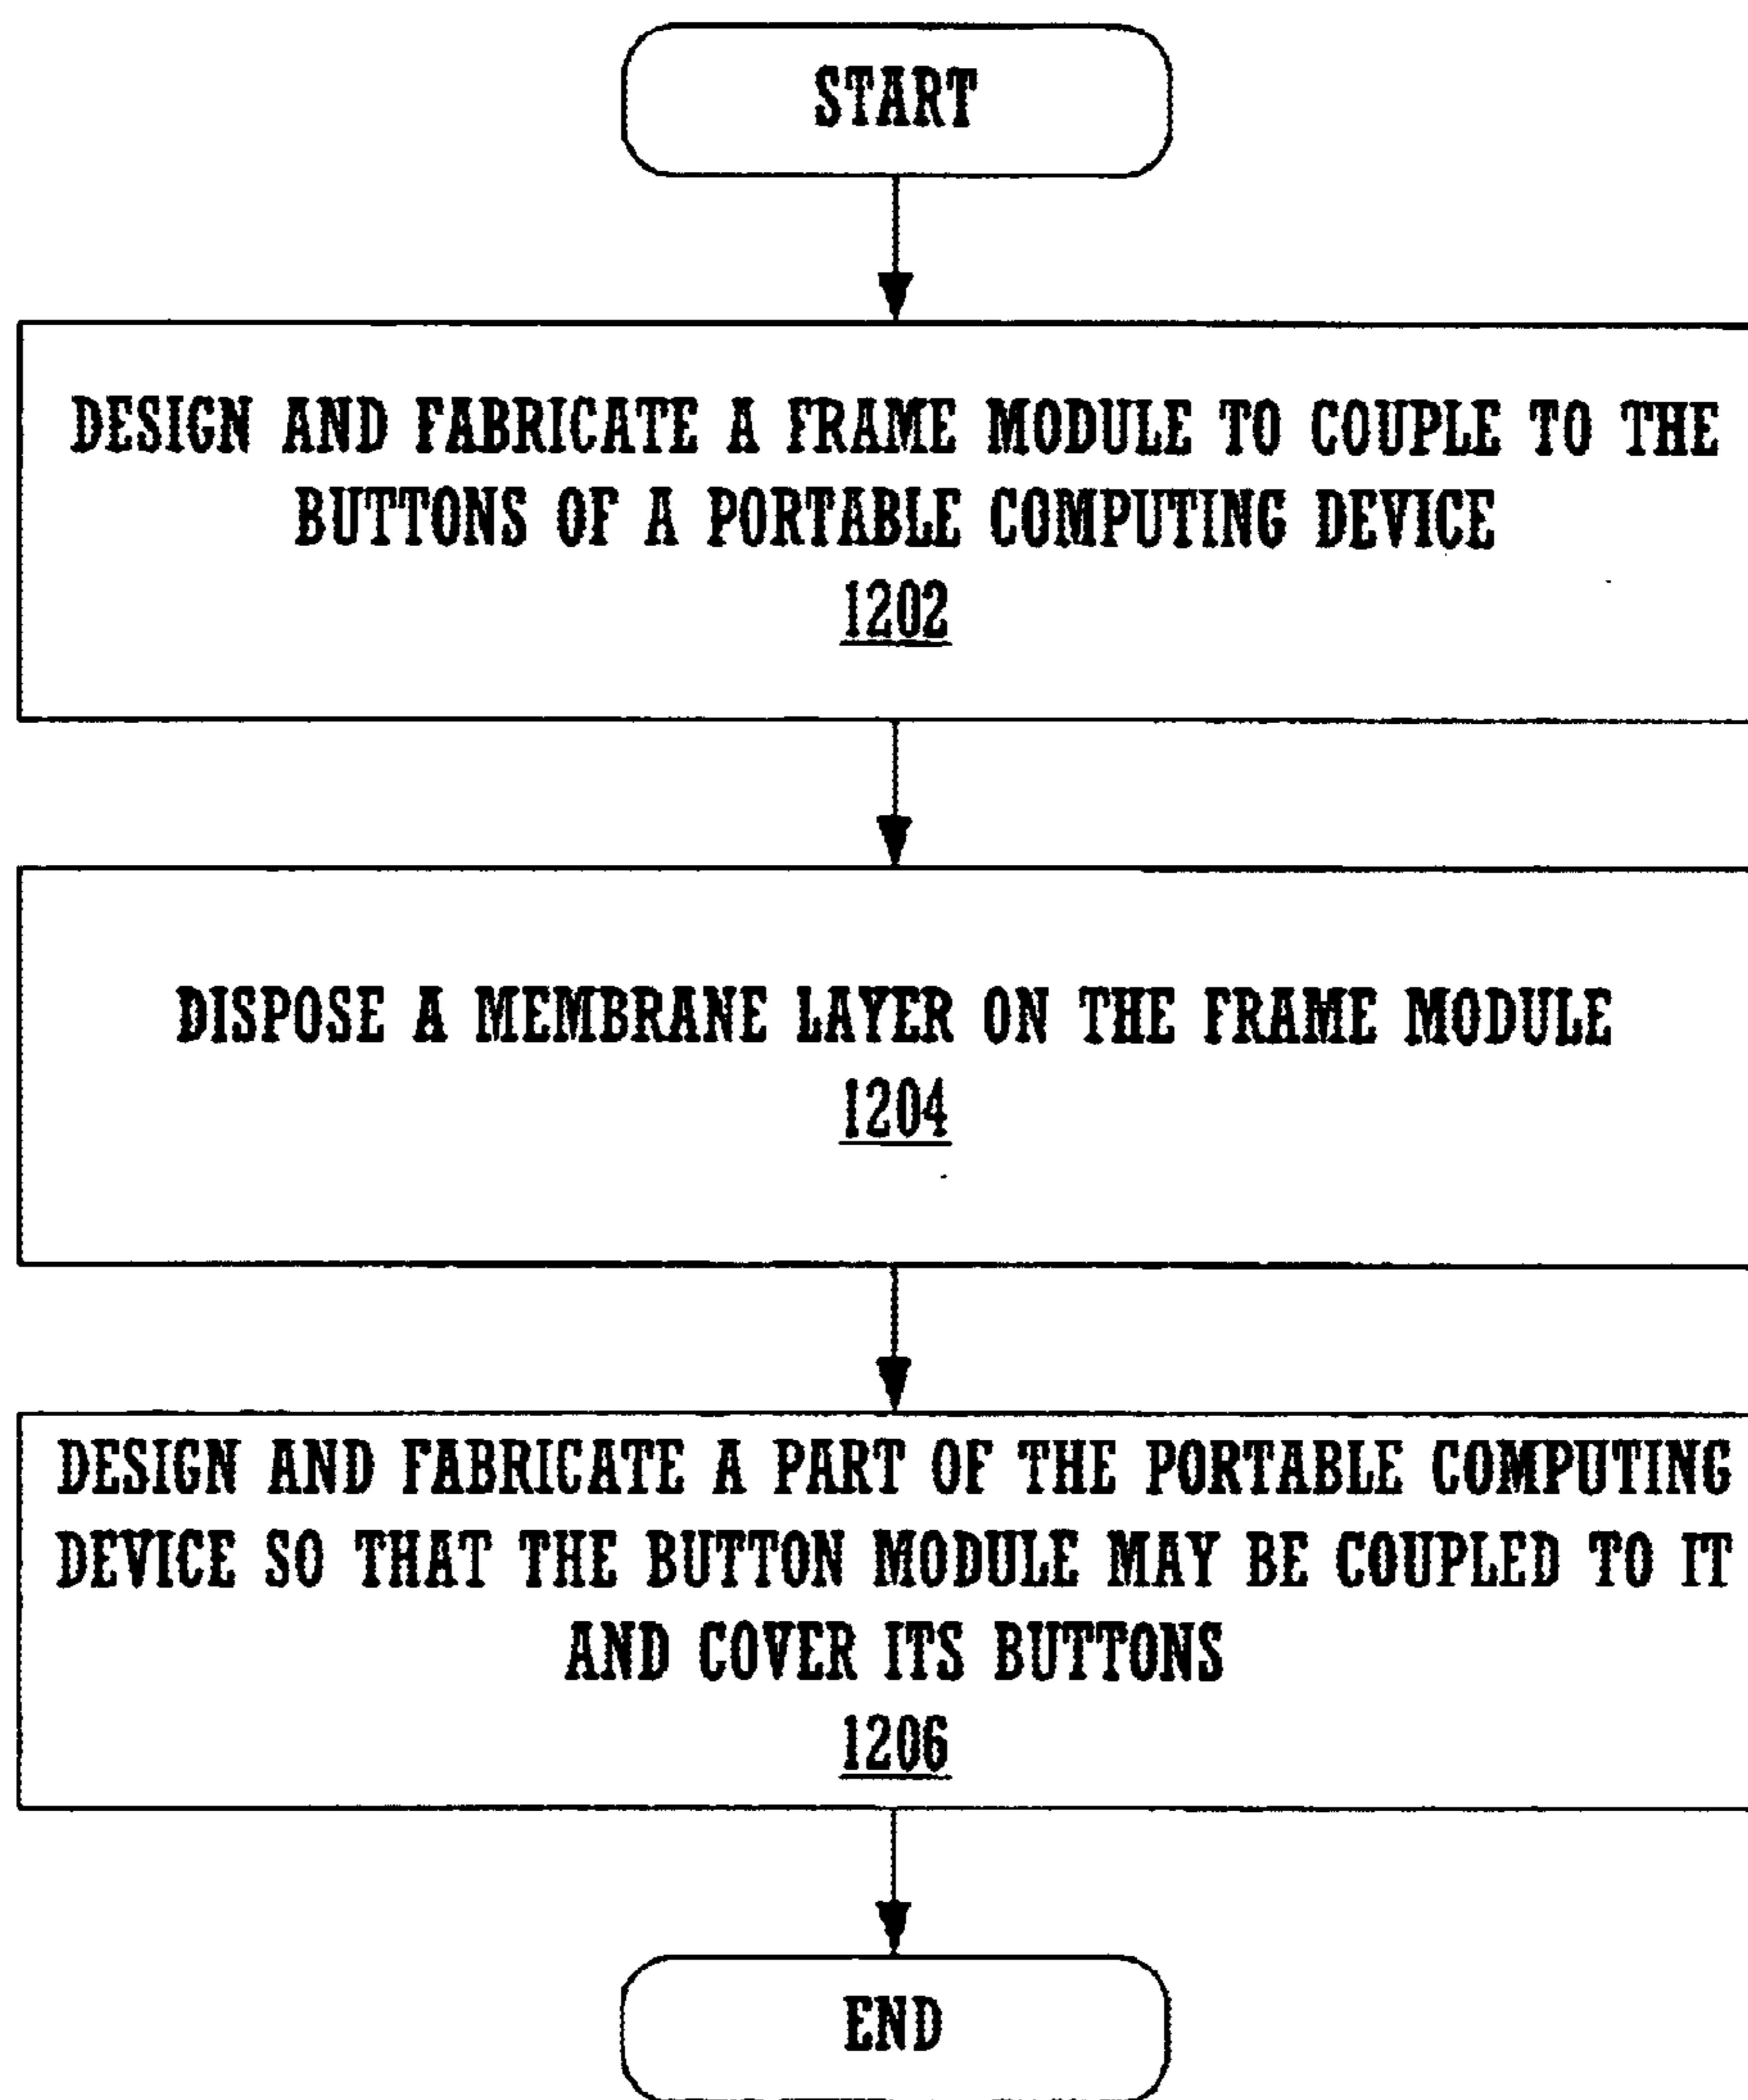 START
DESIGN AND FABRICATE A FRAME MODULE TO COUPLE TO THE
BUTTONS OF A PORTABLE COMPUTING DEVICE
1202
DISPOSE A MEMBRANE LAYER ON THE FRAME MODULE
1204
DESIGN AND FABRICATE A PART OF THE PORTABLE COMPUTING
DEVICE SO THAT THE BUTTON MODULE MAY BE COUPLED TO IT
AND COVER ITS BUTTONS
1206
END